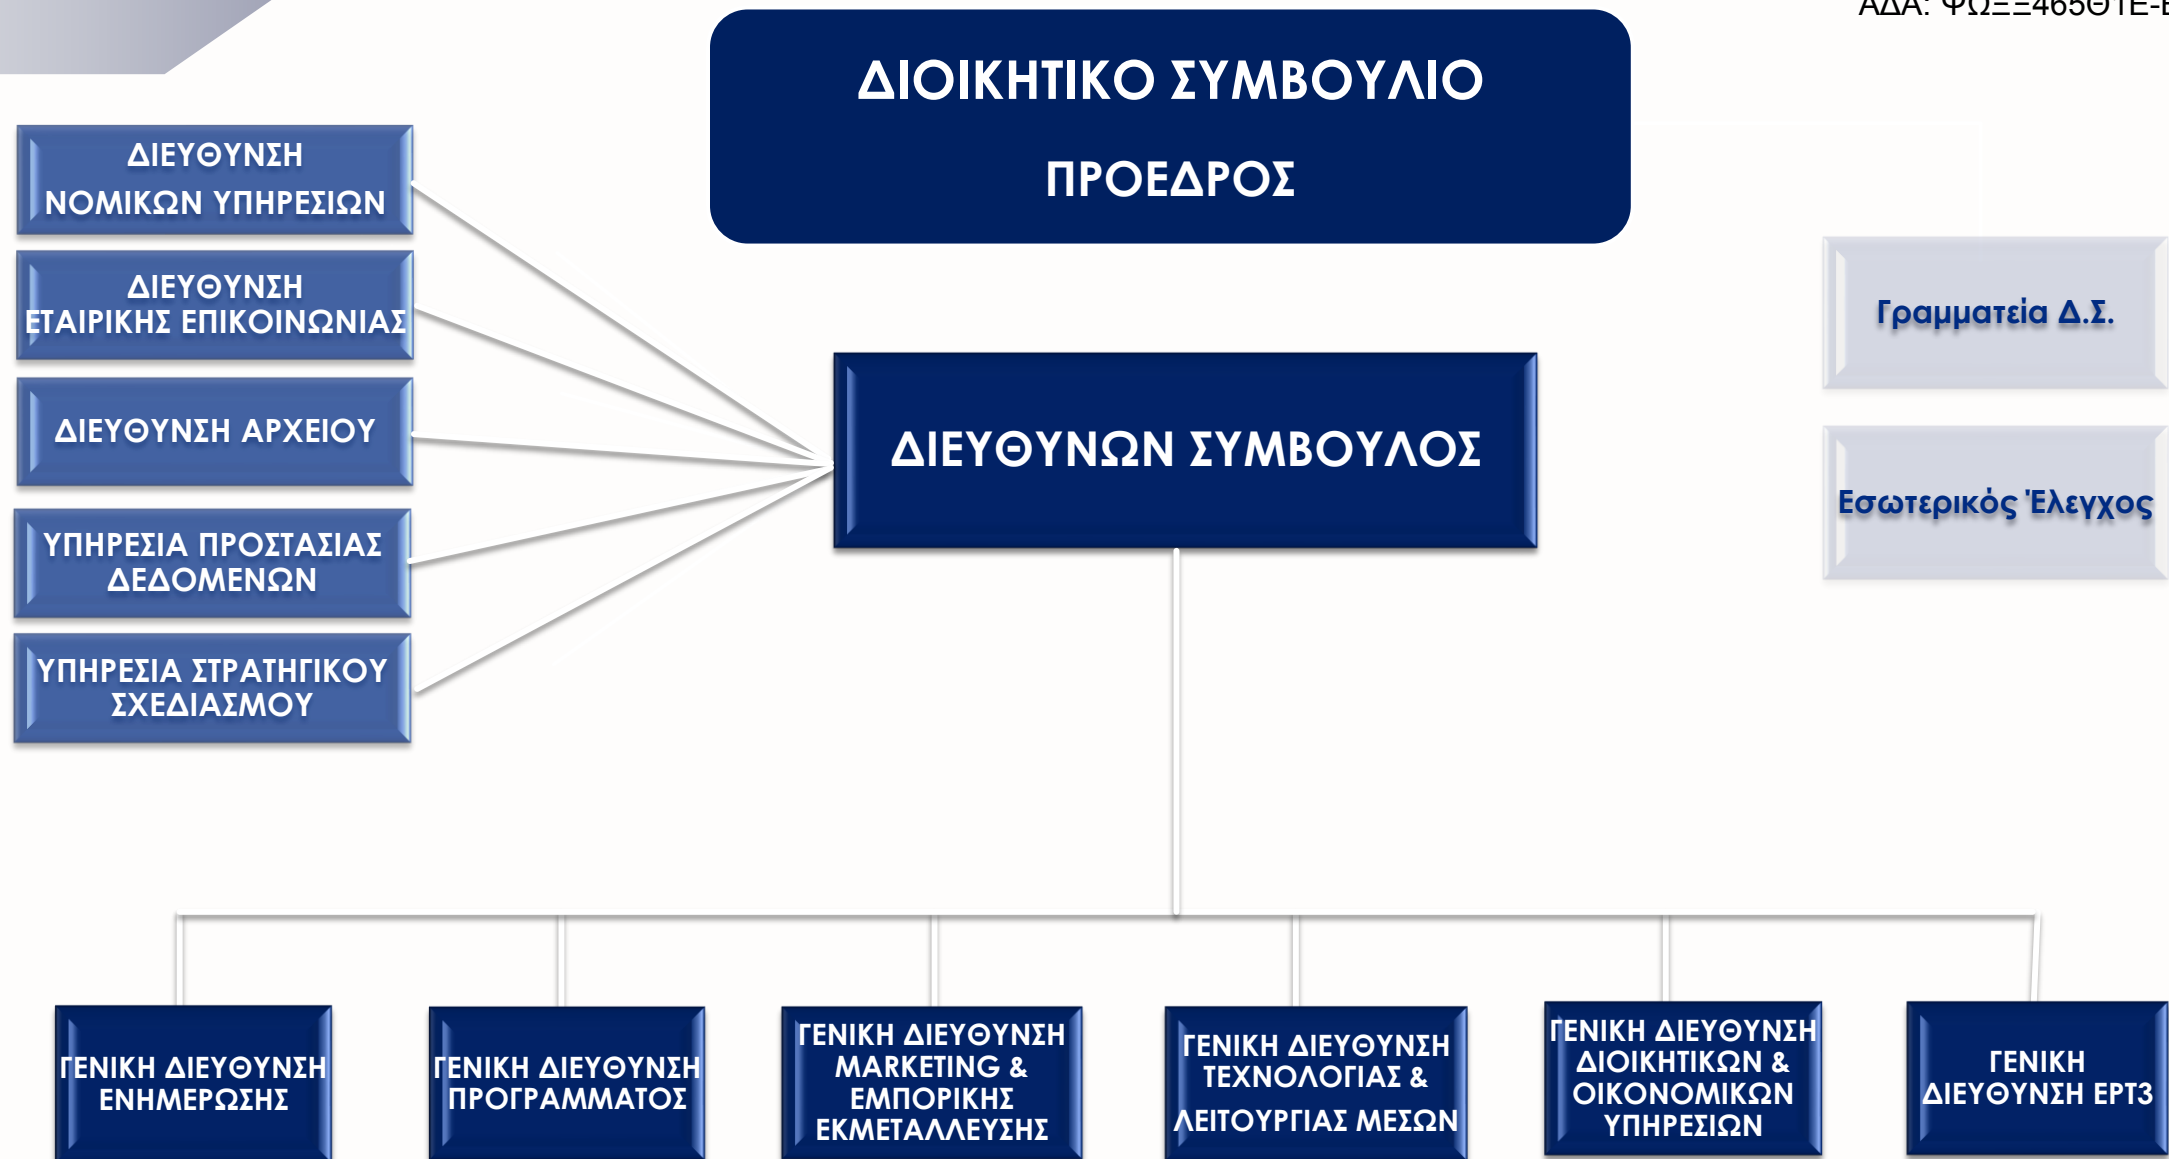 ΑΔΑ: ΨΩΞΞ465Θ1Ε-
ΔΙΟΙΚΗΤΙΚΟ ΣΥΜΒΟΥΛΙΟ
ΠΡΟΕΔΡΟΣ
ΔΙΕΥΘΥΝΣΗ
ΝΟΜΙΚΩΝ ΥΠΗΡΕΣΙΩΝ
ΔΙΕΥΘΥΝΣΗ
ΕΤΑΙΡΙΚΗΣ ΕΠΙΚΟΙΝΩΝΙΑΣ
ΔΙΕΥΘΥΝΣΗ ΑΡΧΕΙΟΥ
ΥΠΗΡΕΣΙΑ ΠΡΟΣΤΑΣΙΑΣ
ΔΕΔΟΜΕΝΩΝ
ΥΠΗΡΕΣΙΑ ΣΤΡΑΤΗΓΙΚΟΥ
ΣΧΕΔΙΑΣΜΟΥ
ΔΙΕΥΘΥΝΩΝ ΣΥΜΒΟΥΛΟΣ
Γραμματεία Δ.Σ.
Εσωτερικός Έλεγχος
ΓΕΝΙΚΗ ΔΙΕΥΘΥΝΣΗ
ΕΝΗΜΕΡΩΣΗΣ
ΓΕΝΙΚΗ ΔΙΕΥΘΥΝΣΗ
ΠΡΟΓΡΑΜΜΑΤΟΣ
ΓΕΝΙΚΗ ΔΙΕΥΘΥΝΣΗ
MARKETING &
ΕΜΠΟΡΙΚΗΣ
ΕΚΜΕΤΑΛΛΕΥΣΗΣ
ΓΕΝΙΚΗ ΔΙΕΥΘΥΝΣΗ
ΤΕΧΝΟΛΟΓΙΑΣ &
ΛΕΙΤΟΥΡΓΙΑΣ ΜΕΣΩΝ
ΓΕΝΙΚΗ ΔΙΕΥΘΥΝΣΗ
ΔΙΟΙΚΗΤΙΚΩΝ &
ΟΙΚΟΝΟΜΙΚΩΝ
ΥΠΗΡΕΣΙΩΝ
ΓΕΝΙΚΗ
ΔΙΕΥΘΥΝΣΗ ΕΡΤ3